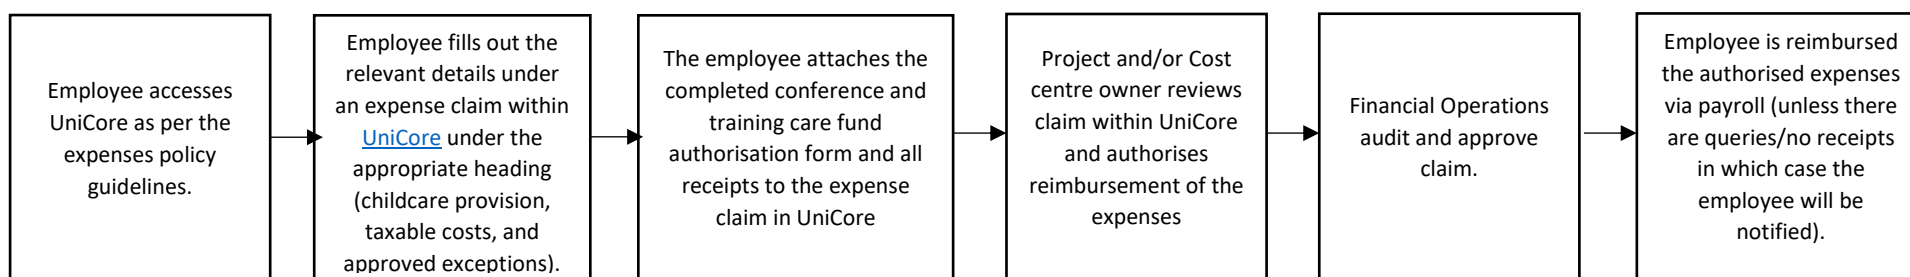 Employee accesses
UniCore as per the
expenses policy
guidelines.
Employee fills out the
relevant details under
an expense claim within
UniCore under the
appropriate heading
(childcare provision,
taxable costs, and
approved exceptions).
The employee attaches the
completed conference and
training care fund
authorisation form and all
receipts to the expense
claim in UniCore
Project and/or Cost
centre owner reviews
claim within UniCore
and authorises
reimbursement of the
expenses
Financial Operations
audit and approve
claim.
Employee is reimbursed
the authorised expenses
via payroll (unless there
are queries/no receipts
in which case the
employee will be
notified).